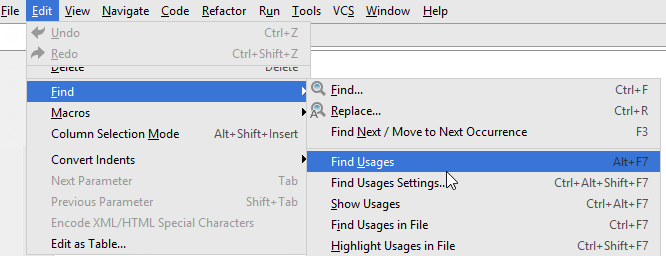 File Edit View Navigate Code Refactor Run Tools VCS Window Help
Undo Ctrl+Z
Redo Ctrl+Shift+Z
Delete Delete
Find
Macros
Column Selection Mode Alt+Shift+Insert
Convert Indents
Next Parameter Tab
Previous Parameter Shift+Tab
Encode XML/HTML Special Characters
Edit as Table...
Find... Ctrl+F
Replace... Ctrl+R
Find Next / Move to Next Occurrence F3
Find Usages Alt+F7
Find Usages Settings... Ctrl+Alt+Shift+F7
Show Usages Ctrl+Alt+F7
Find Usages in File Ctrl+F7
Highlight Usages in File Ctrl+Shift+F7